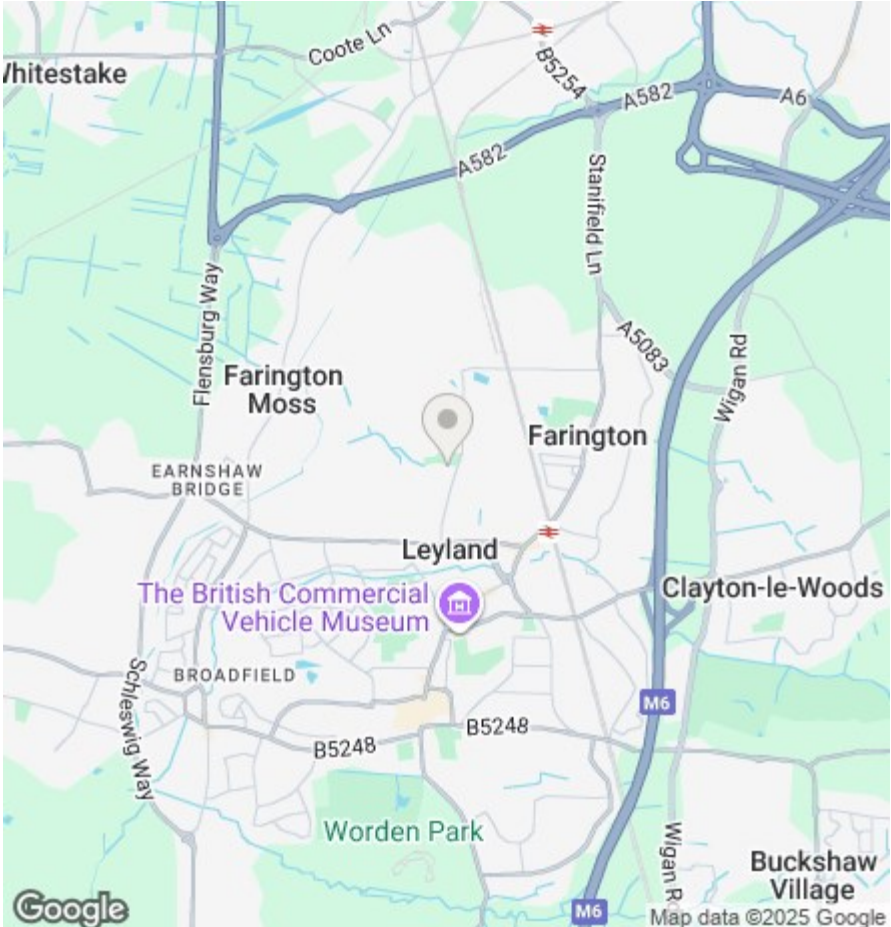 Coote Ln
Whitestake
B5254
A582
A6
A582
Stanifield Ln
Flensburg Way
A5083
Wigan Rd
Farington
Moss
Farington
EARNSHAW
BRIDGE
Leyland
The British Commercial
Vehicle Museum
Clayton-le-Woods
BROADFIELD
Schleswig Way
M6
B5248
B5248
Worden Park
Wigan Rd
Buckshaw
Village
Google
M6
Map data ©2025 Google